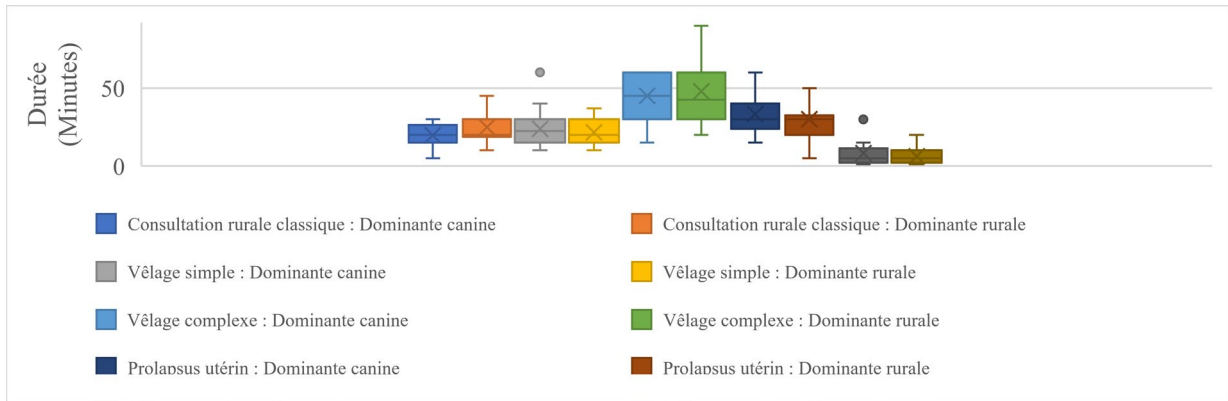 Durée
(Minutes)
50
0
Consultation rurale classique : Dominante canine
Consultation rurale classique : Dominante rurale
Vêlage simple : Dominante canine
Vêlage simple : Dominante rurale
Vêlage complexe : Dominante canine
Vêlage complexe : Dominante rurale
Prolapsus utérin : Dominante canine
Prolapsus utérin : Dominante rurale